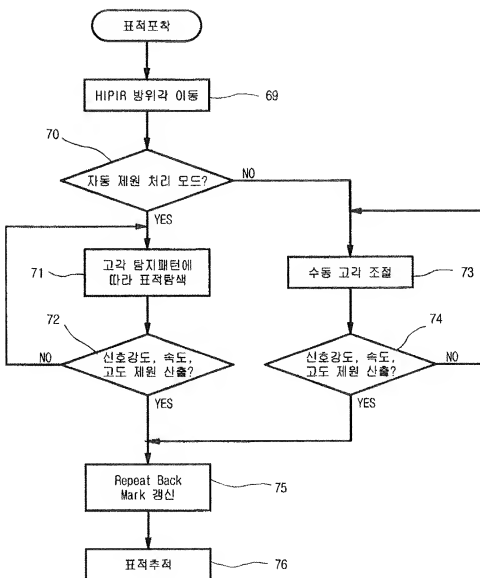 표적포착
HIPIR 방위각 이동
69
70
자동 제원 처리 모드?
NO
YES
71
고각 탐지패턴에
따라 표적탐색
수동 고각 조절
73
72
74
신호강도, 속도,
고도 제원 산출?
NO
YES
신호강도, 속도,
고도 제원 산출?
NO
YES
Repeat Back
Mark 갱신
75
표적추적
76